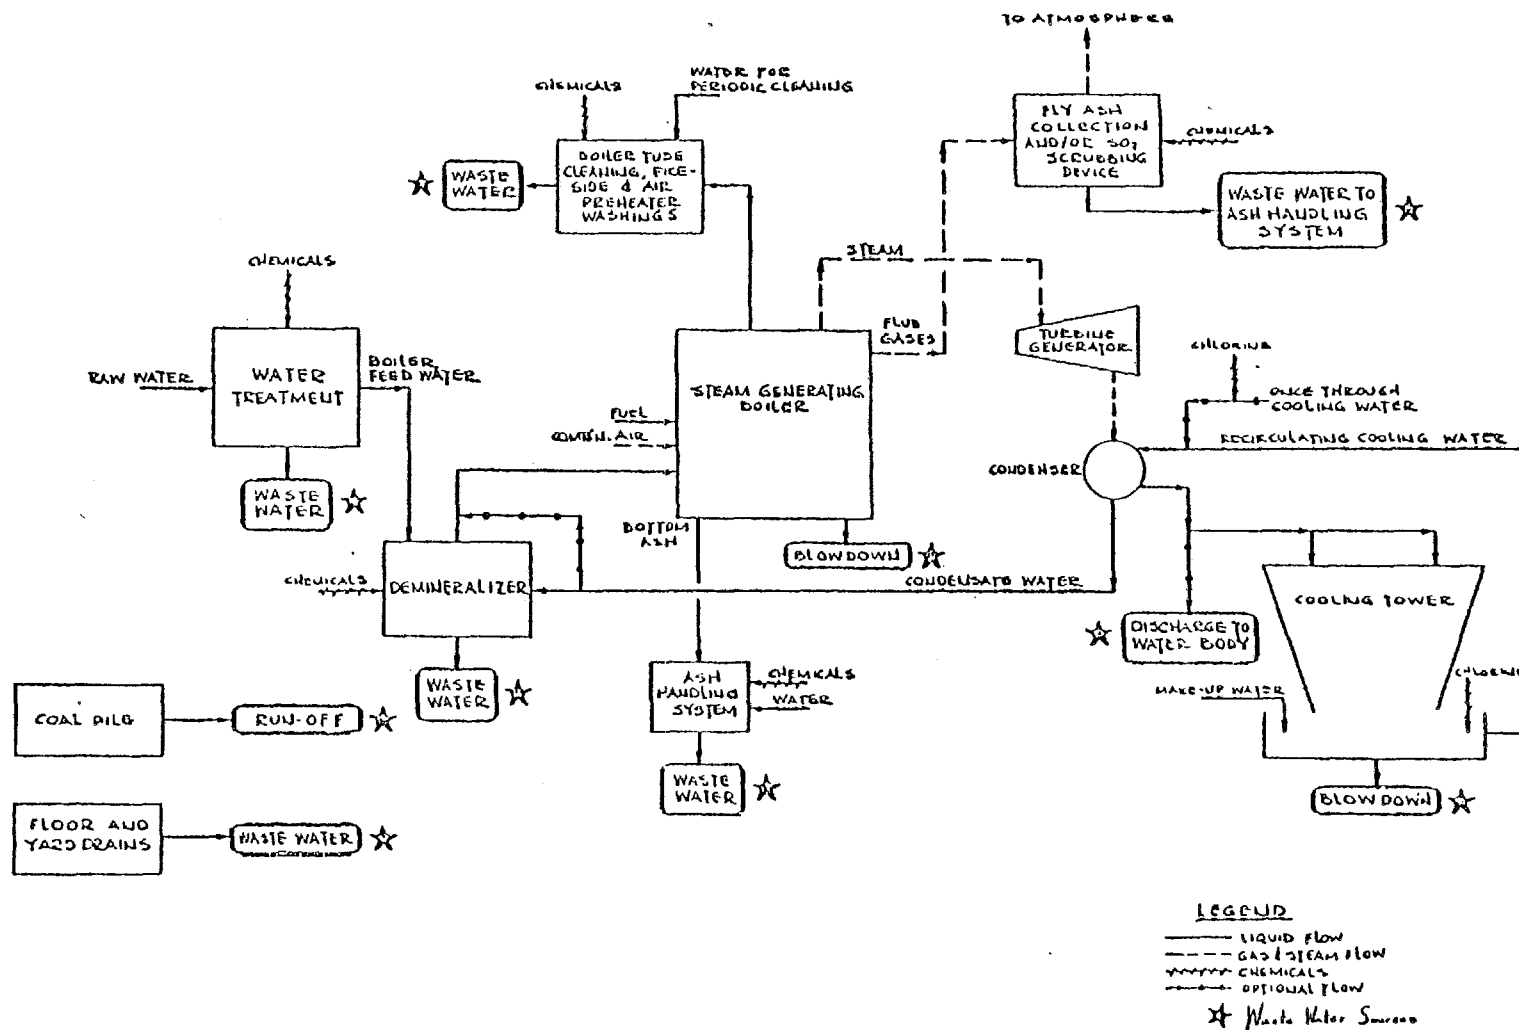 TO ATMOSPHERE
CHEMICALS
WATER FOR
PERIODIC CLEANING
BOILER TUBE
CLEANING, FIRE-
SIDE & AIR
PREHEATER
WASHINGS
WASTE
WATER
FLY ASH
COLLECTION
AND/OR SO2
SCRUBBING
DEVICE
CHEMICALS
WASTE WATER TO
ASH HANDLING
SYSTEM
STEAM
FLUE
GASES
CHEMICALS
RAW WATER
WATER
TREATMENT
BOILER
FEED WATER
WASTE
WATER
FUEL
COMB'N. AIR
STEAM GENERATING
BOILER
TURBINE
GENERATOR
CHLORINE
ONCE THROUGH
COOLING WATER
RECIRCULATING COOLING WATER
CONDENSER
BOTTOM
ASH
BLOWDOWN
CONDENSATE WATER
CHEMICALS
DEMINERALIZER
WASTE
WATER
ASH
HANDLING
SYSTEM
CHEMICALS
WATER
WASTE
WATER
DISCHARGE TO
WATER BODY
COOLING TOWER
MAKE-UP WATER
CHLORINE
BLOWDOWN
COAL PILE
RUN-OFF
FLOOR AND
YARD DRAINS
WASTE WATER
LEGEND
LIQUID FLOW
GAS & STEAM FLOW
CHEMICALS
OPTIONAL FLOW
Waste Water Sources